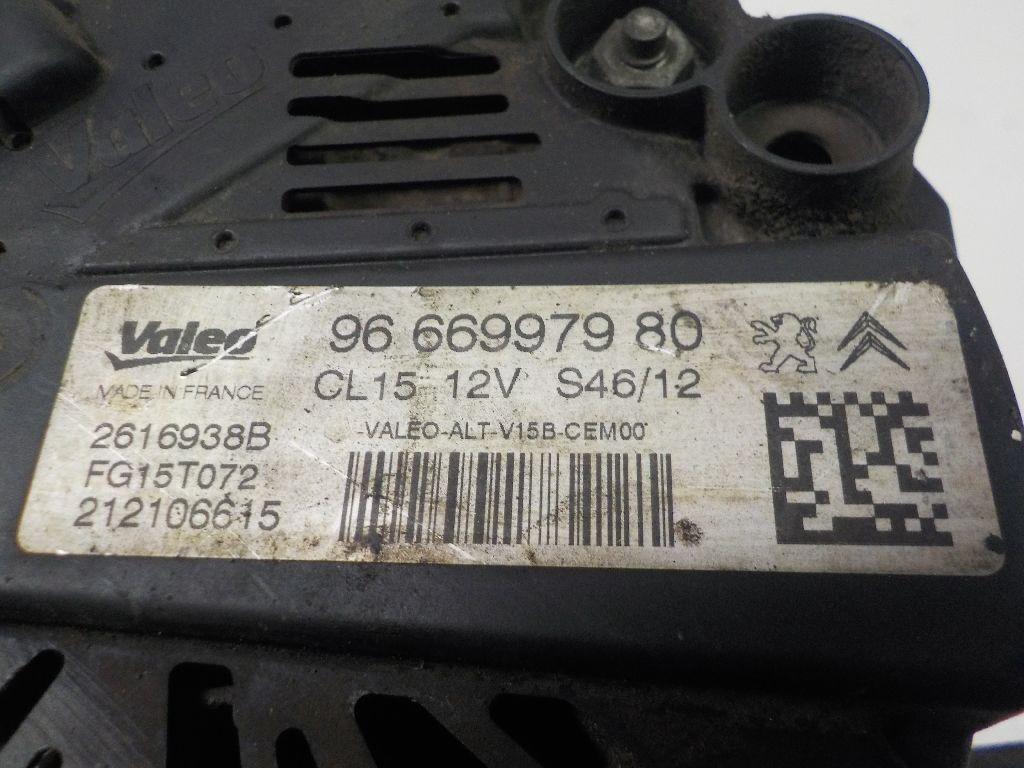 Valeo
Valeo
96 669979 80
MADE IN FRANCE
CL15 12V S46/12
2616938B
-VALEO-ALT-V15B-CEM00
FG15T072
212106615